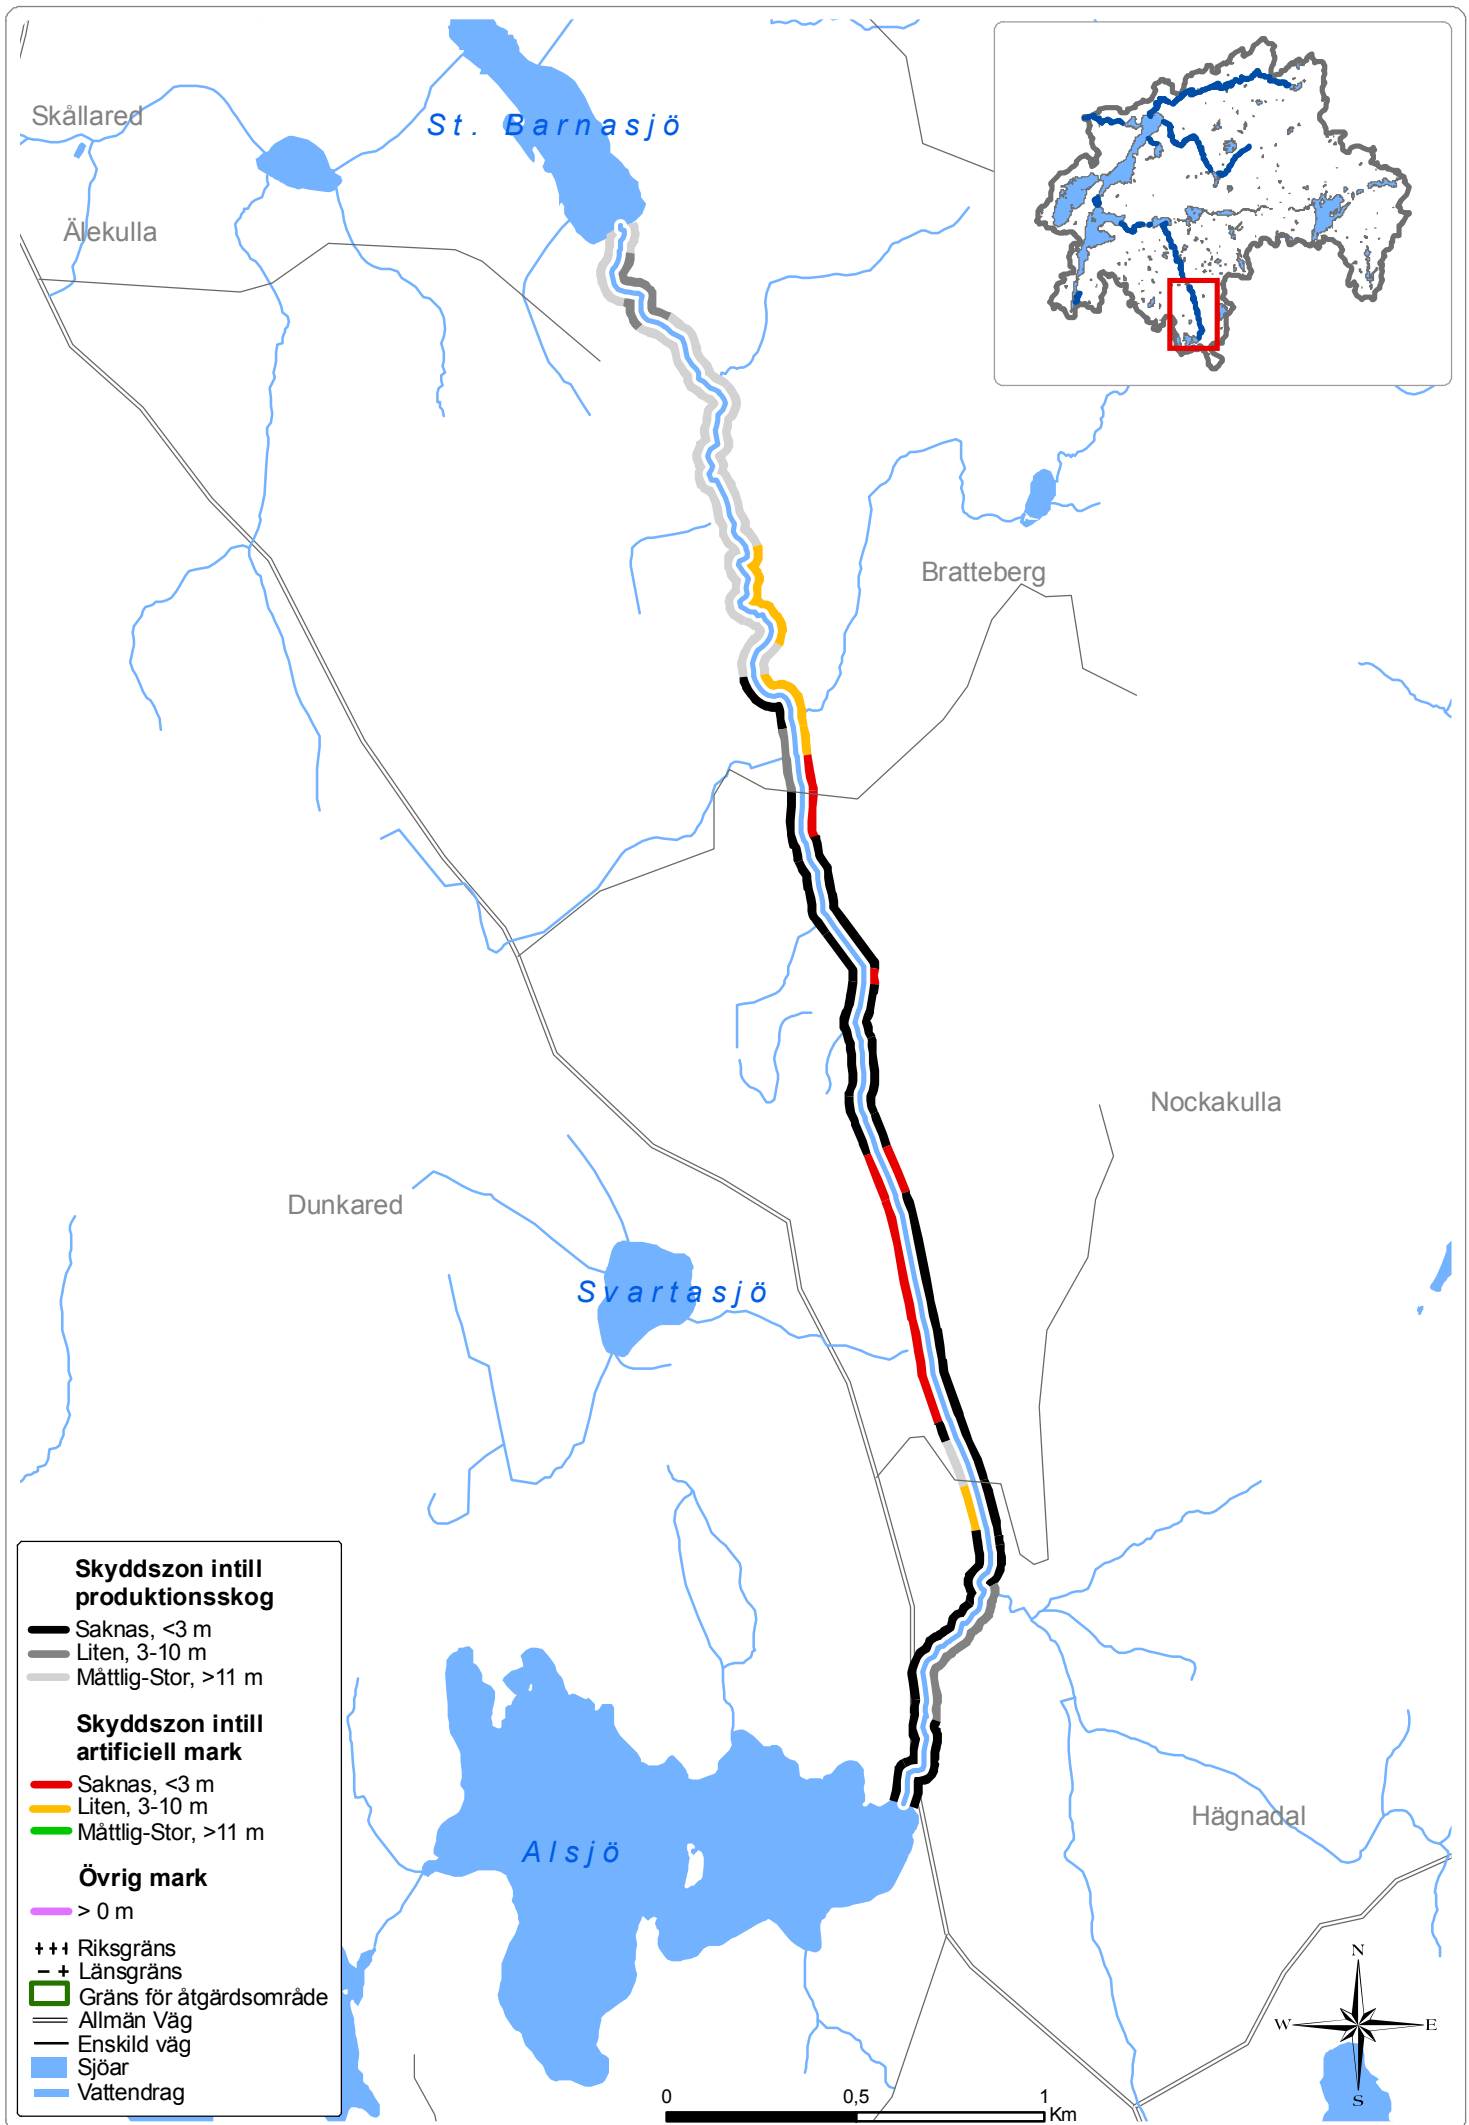 Skållared
St. Barnasjö
Älekulla
Bratteberg
Nockakulla
Dunkared
Svartasjö
Alsjö
Hägnadal
Skyddszon intill
produktionsskog
Saknas, <3 m
Liten, 3-10 m
Måttlig-Stor, >11 m
Skyddszon intill
artificiell mark
Saknas, <3 m
Liten, 3-10 m
Måttlig-Stor, >11 m
Övrig mark
> 0 m
Riksgräns
Länsgräns
Gräns för åtgärdsområde
Allmän Väg
Enskild väg
Sjöar
Vattendrag
0 0,5 1
Km
N
W E
S